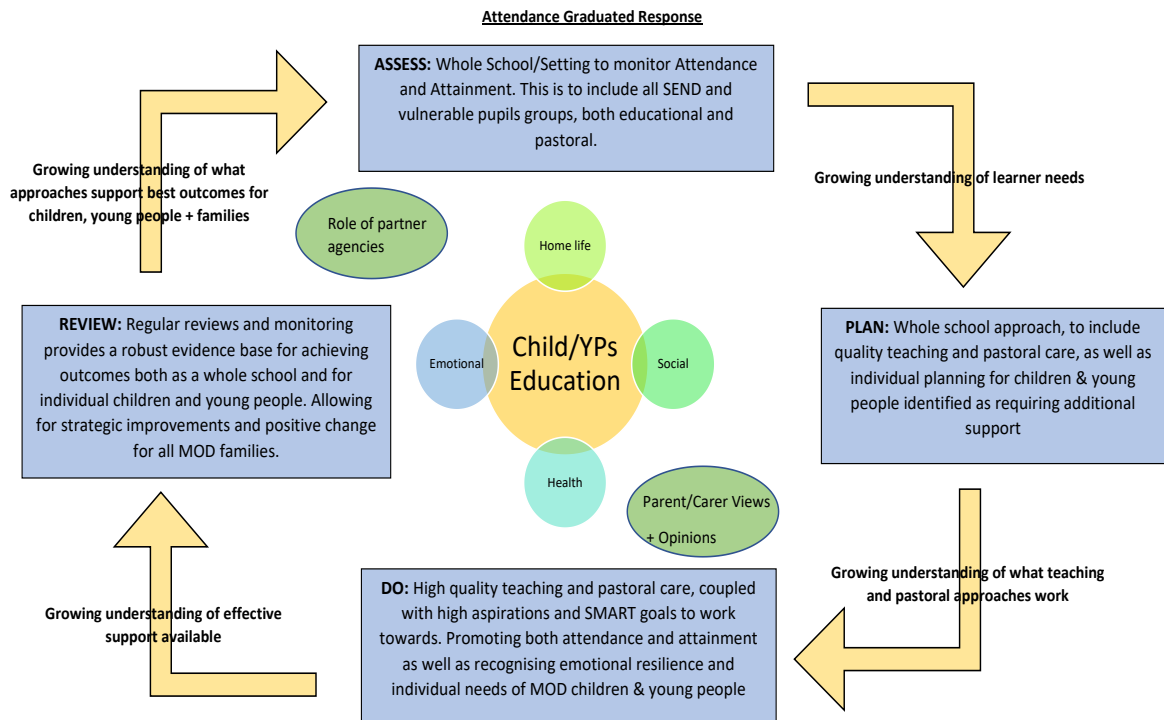 Attendance Graduated Response
ASSESS: Whole School/Setting to monitor Attendance
and Attainment. This is to include all SEND and
vulnerable pupils groups, both educational and
pastoral.
Growing understanding of what
approaches support best outcomes for
children, young people + families
Growing understanding of learner needs
Role of partner
agencies
Home life
Emotional
Child/YPs
Education
Social
Health
REVIEW: Regular reviews and monitoring
provides a robust evidence base for achieving
outcomes both as a whole school and for
individual children and young people. Allowing
for strategic improvements and positive change
for all MOD families.
PLAN: Whole school approach, to include
quality teaching and pastoral care, as well as
individual planning for children & young
people identified as requiring additional
support
Parent/Carer Views
+ Opinions
DO: High quality teaching and pastoral care, coupled
with high aspirations and SMART goals to work
towards. Promoting both attendance and attainment
as well as recognising emotional resilience and
individual needs of MOD children & young people
Growing understanding of what teaching
and pastoral approaches work
Growing understanding of effective
support available